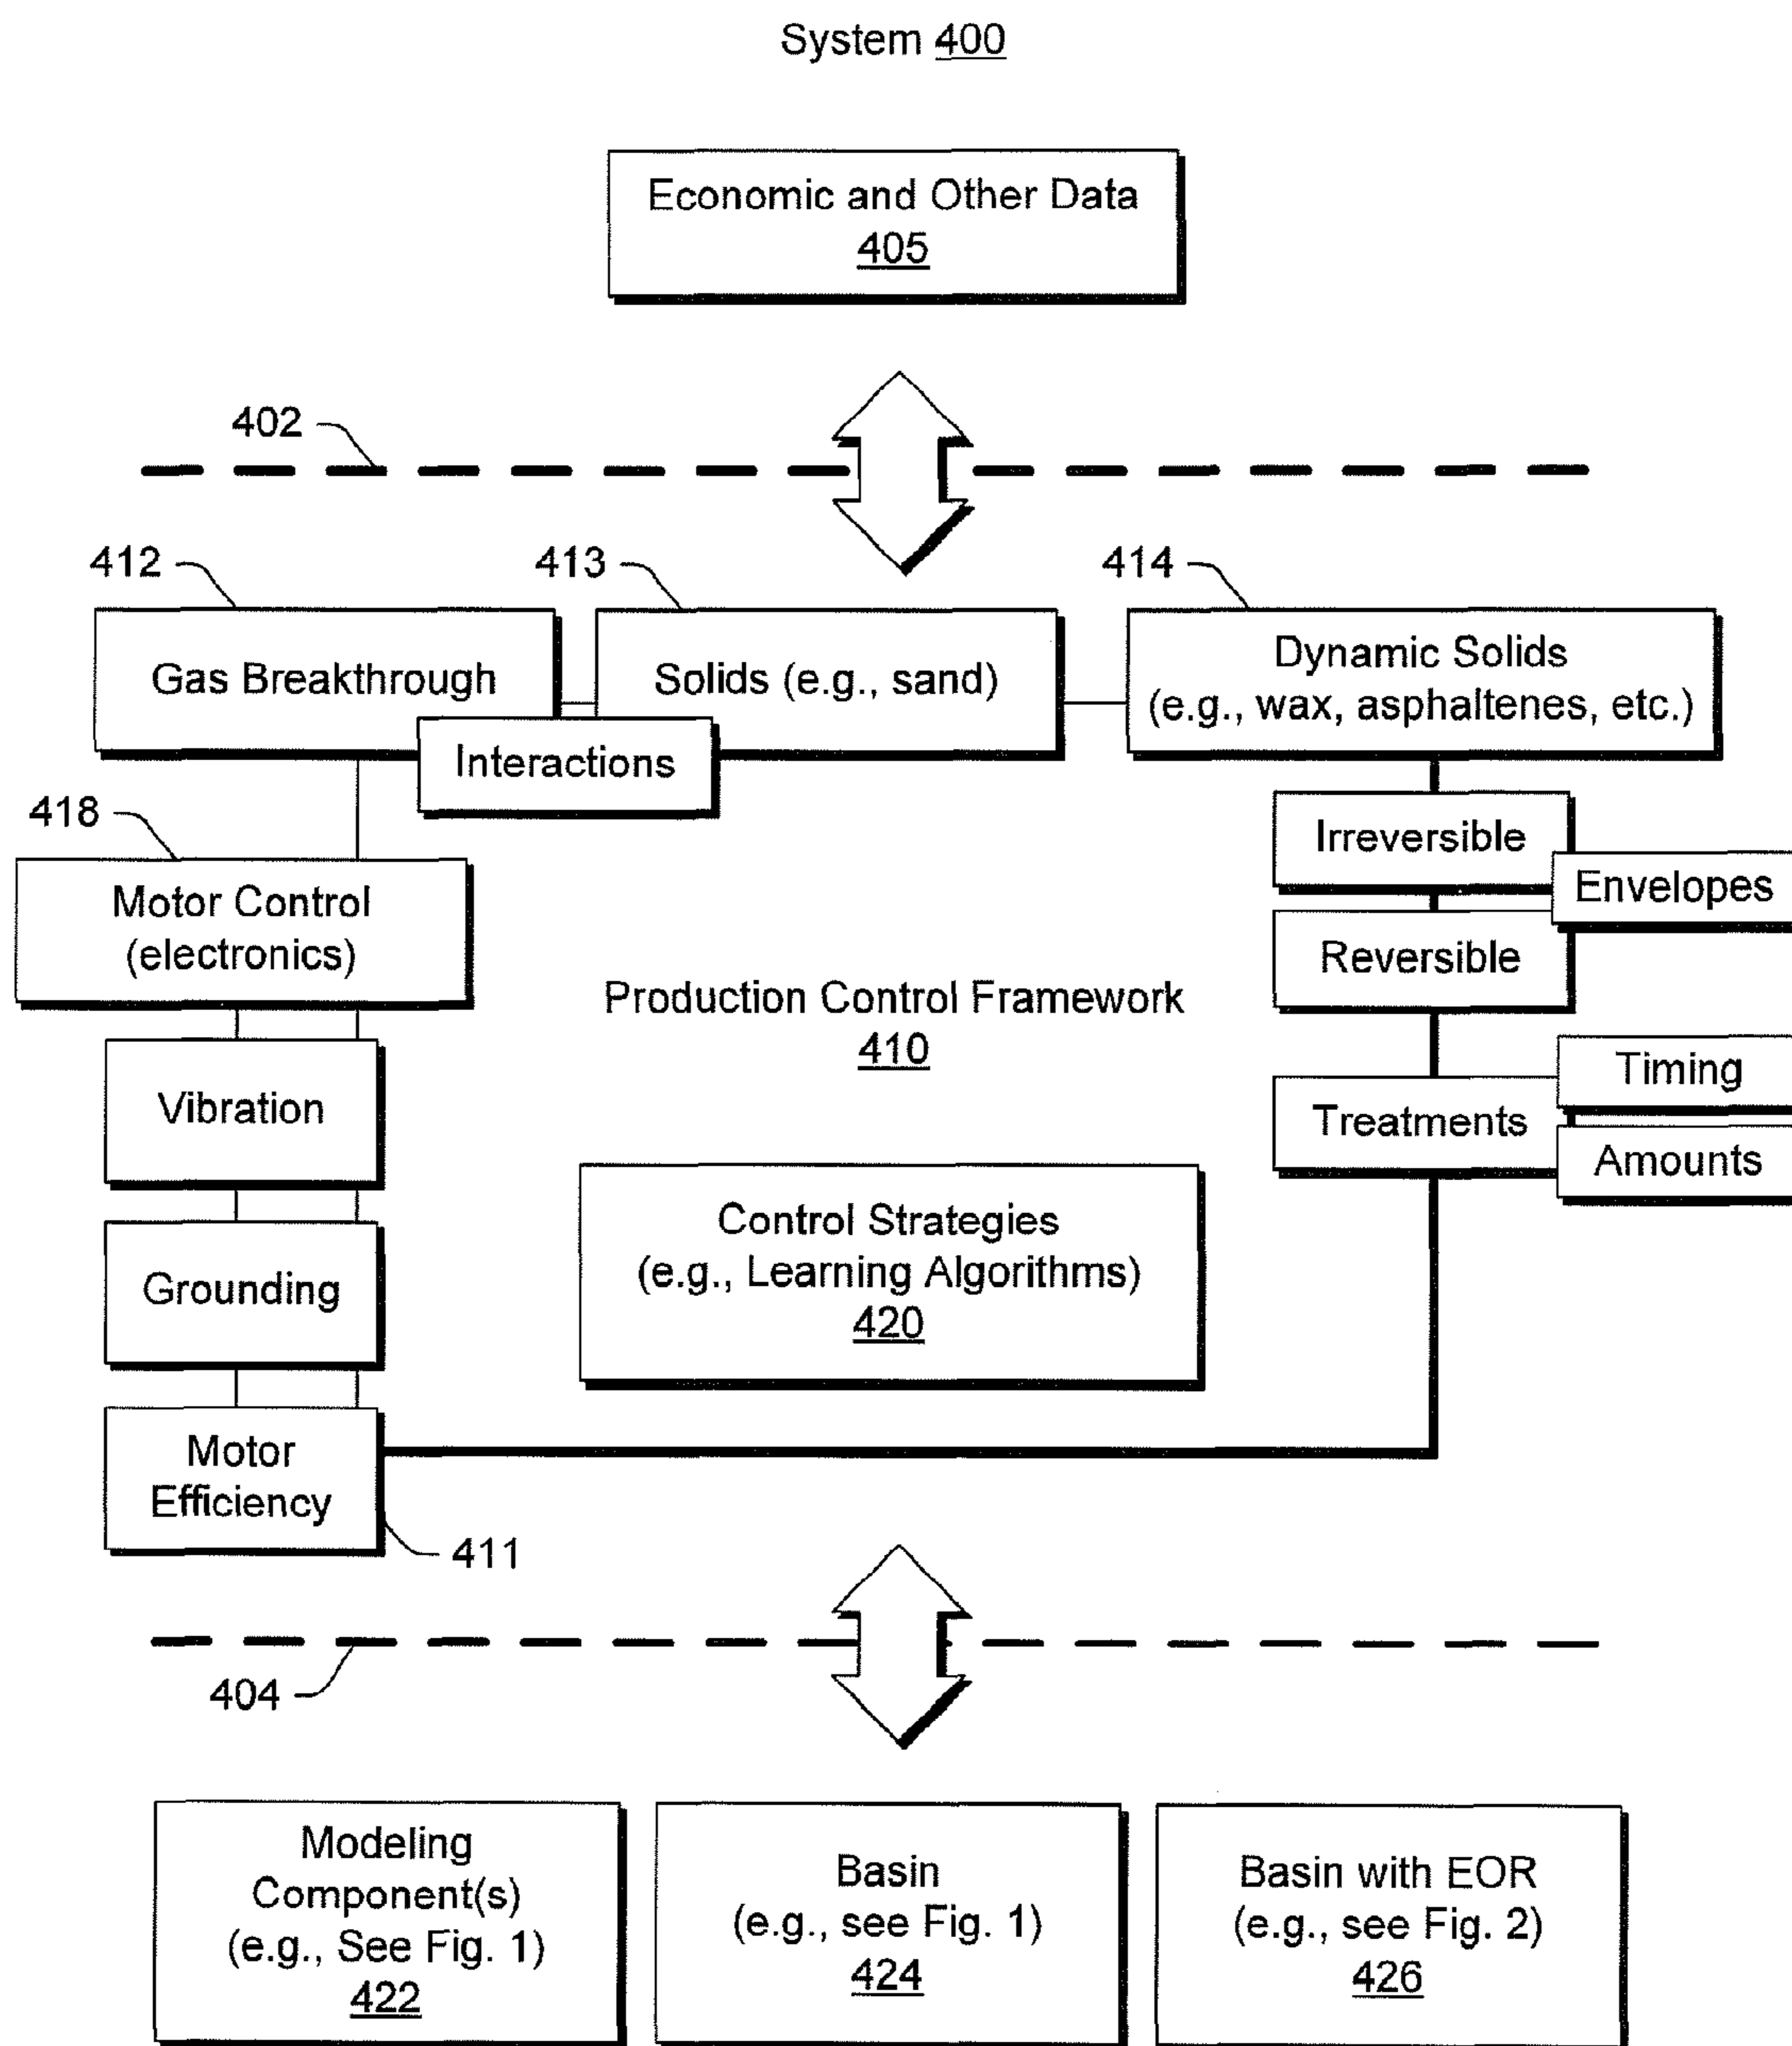 System 400
Economic and Other Data
405
402
412
413
414
Gas Breakthrough
Solids (e.g., sand)
Dynamic Solids
(e.g., wax, asphaltenes, etc.)
Interactions
418
Motor Control
(electronics)
Irreversible
Envelopes
Reversible
Production Control Framework
410
Vibration
Timing
Treatments
Amounts
Control Strategies
(e.g., Learning Algorithms)
420
Grounding
Motor
Efficiency
411
404
Modeling
Component(s)
(e.g., See Fig. 1)
422
Basin
(e.g., see Fig. 1)
424
Basin with EOR
(e.g., see Fig. 2)
426